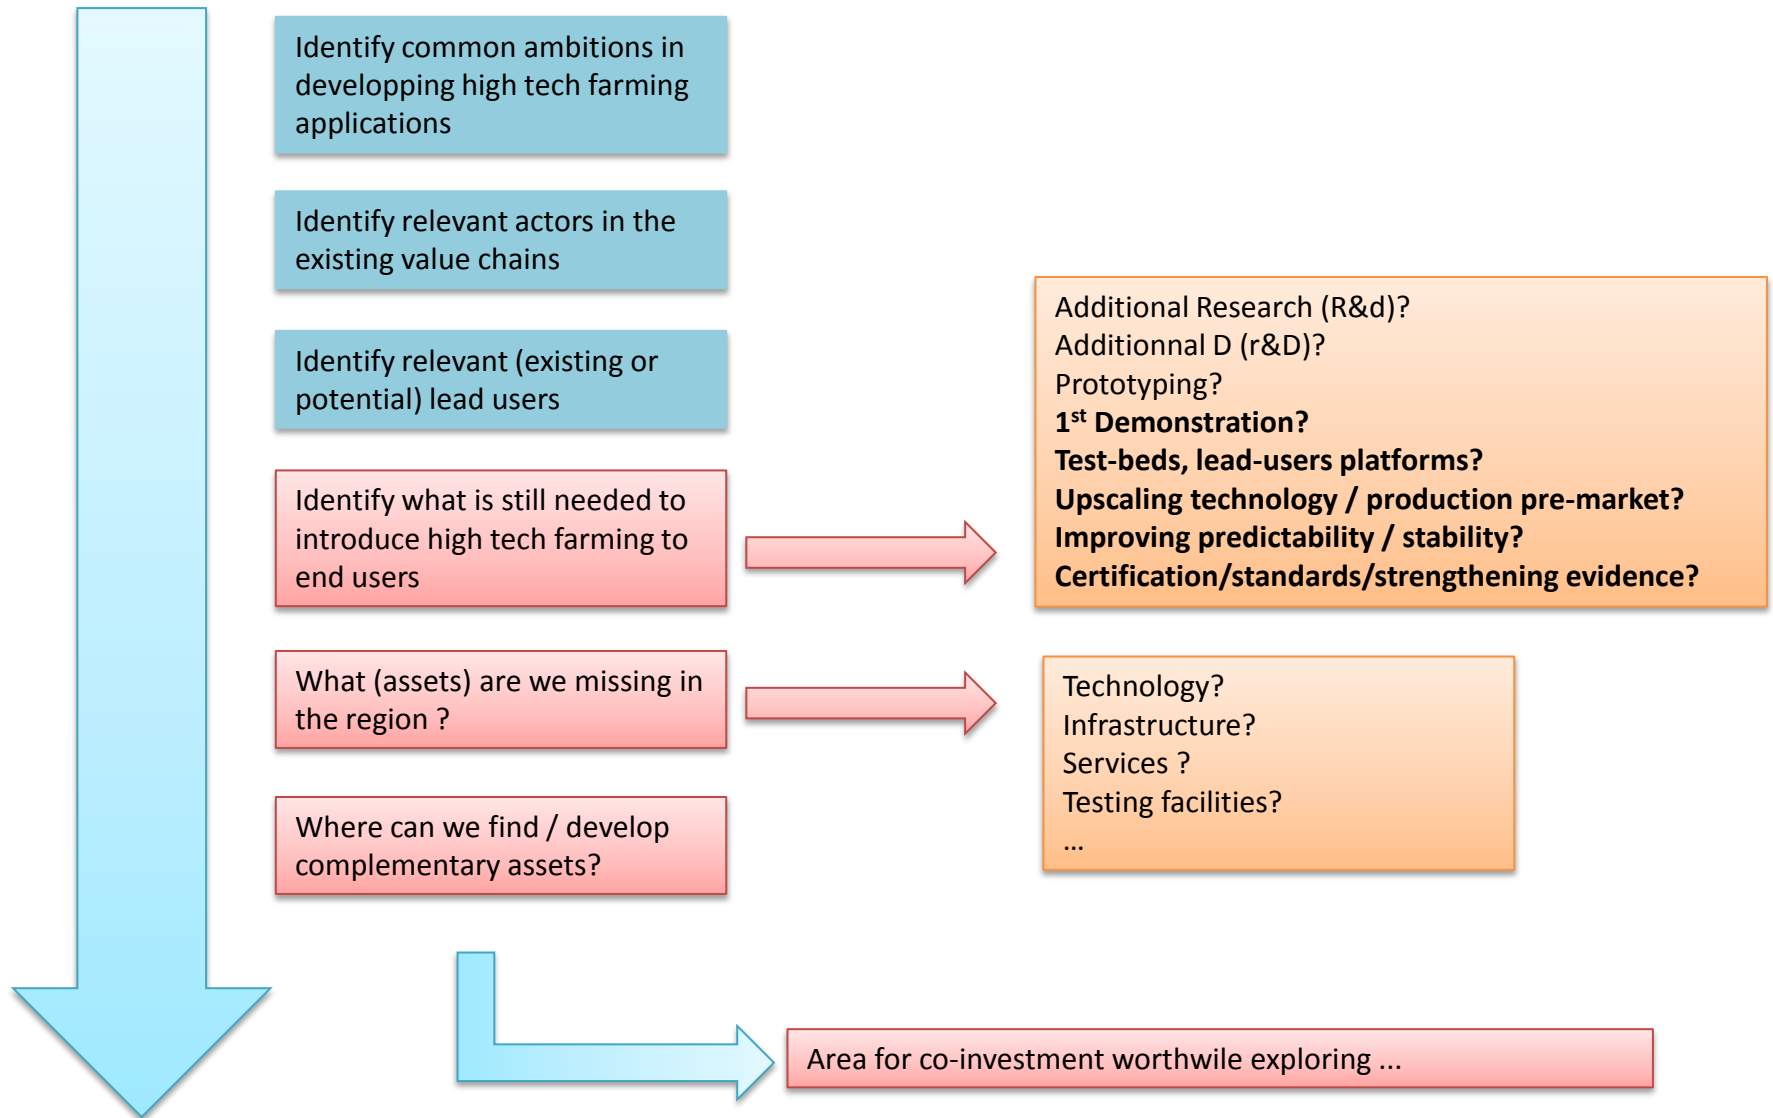 Identify common ambitions in
developping high tech farming
applications
Identify relevant actors in the
existing value chains
Identify relevant (existing or
potential) lead users
Identify what is still needed to
introduce high tech farming to
end users
Additional Research (R&d)?
Additionnal D (r&D)?
Prototyping?
1st Demonstration?
Test-beds, lead-users platforms?
Upscaling technology / production pre-market?
Improving predictability / stability?
Certification/standards/strengthening evidence?
What (assets) are we missing in
the region ?
Technology?
Infrastructure?
Services ?
Testing facilities?
...
Where can we find / develop
complementary assets?
Area for co-investment worthwile exploring ...